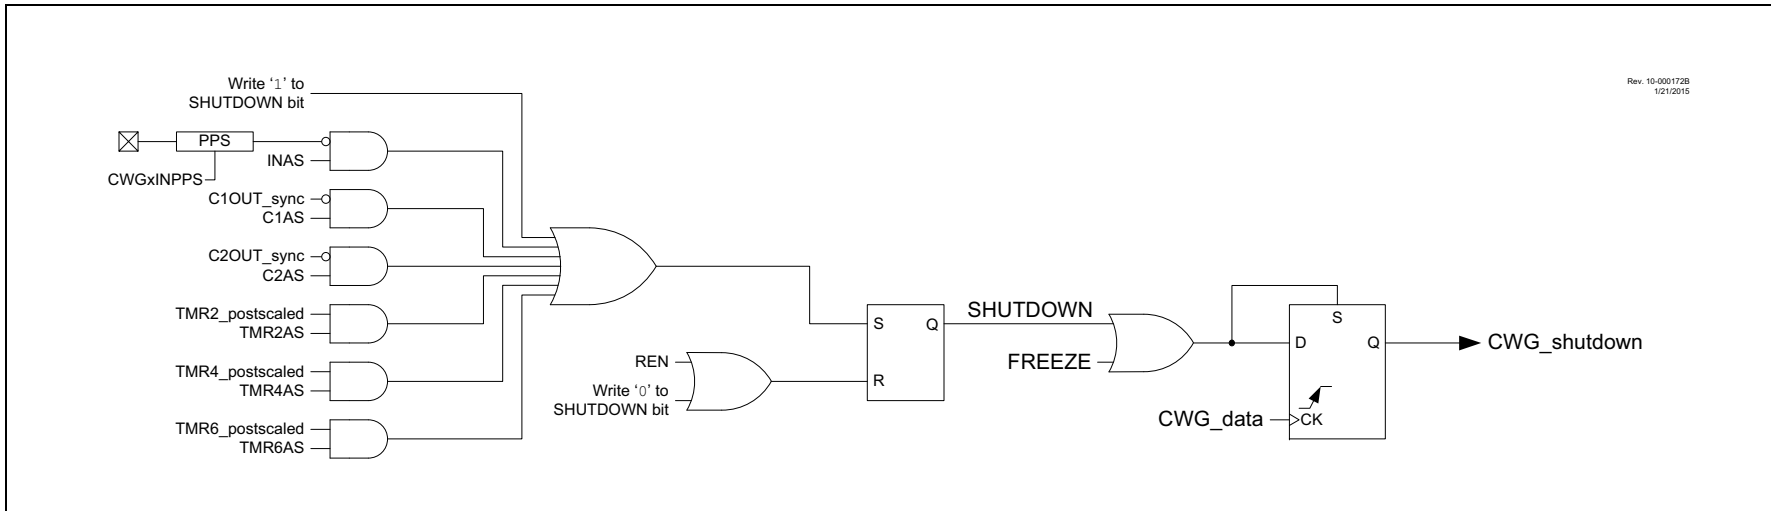 Rev. 10-000172B
1/21/2015
Write ‘1’ to
SHUTDOWN bit
PPS
INAS
CWGxINPPS
C1OUT_sync
C1AS
C2OUT_sync
C2AS
TMR2_postscaled
TMR2AS
TMR4_postscaled
TMR4AS
TMR6_postscaled
TMR6AS
REN
Write ‘0’ to
SHUTDOWN bit
S
Q
R
SHUTDOWN
FREEZE
S
D
Q
CWG_data
CK
CWG_shutdown